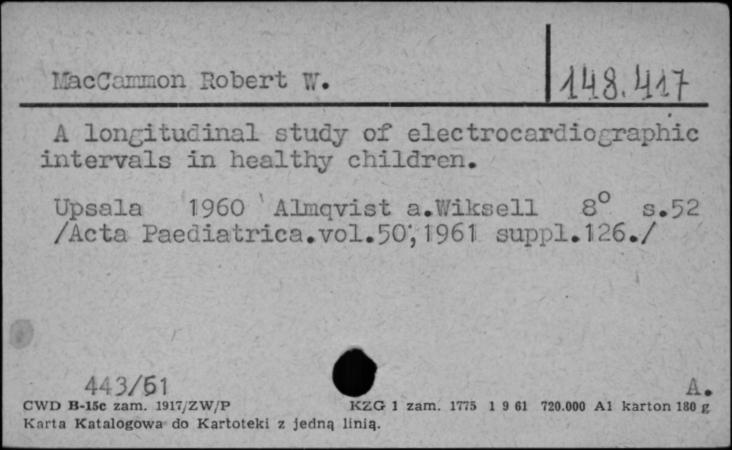 MacCammon Robert W.
148.417
A longitudinal study of electrocardiographic
intervals in healthy children.
Upsala 1960 Almqvist a.Wiksell 8° s.52
/Acta Paediatrica.vol.50, 1961 suppl.126./
443/61 A.
CWD B-15c zam. 1917/ZW/P KZG 1 zam. 1775 1 9 61 720.000 A1 karton 180 g
Karta Katalogowa do Kartoteki z jedną linią.